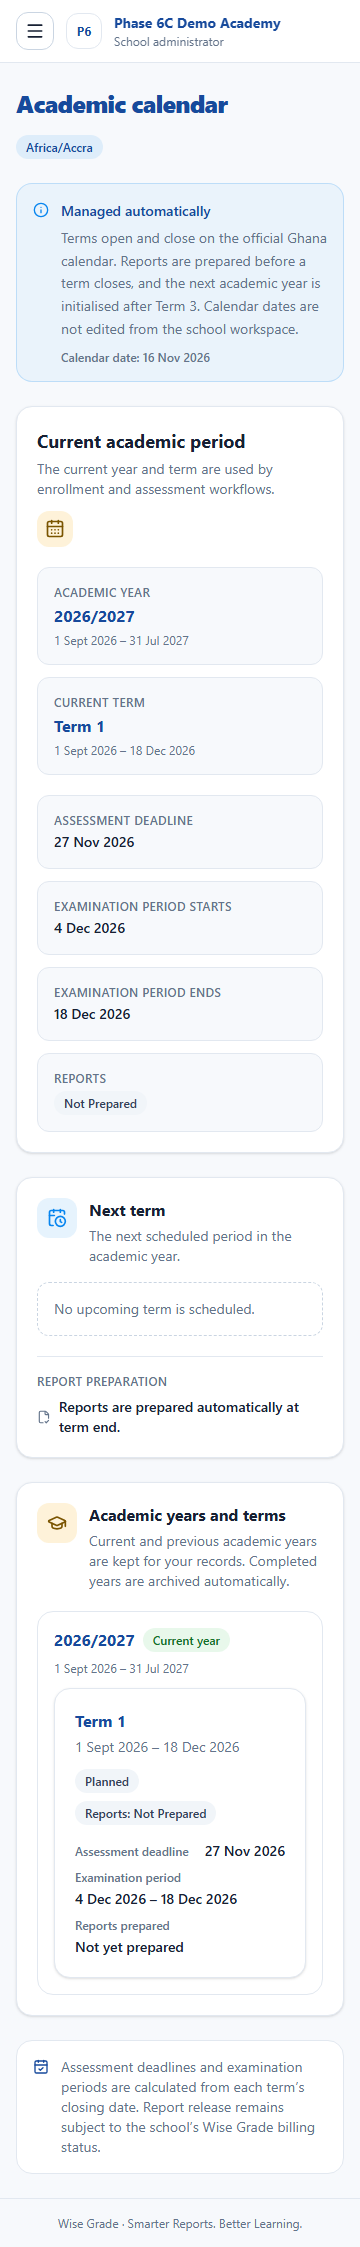 P6
Phase 6C Demo Academy
School administrator
Academic calendar
Africa/Accra
Managed automatically
Terms open and close on the official Ghana
calendar. Reports are prepared before a
term closes, and the next academic year is
initialised after Term 3. Calendar dates are
not edited from the school workspace.
Calendar date: 16 Nov 2026
Current academic period
The current year and term are used by
enrollment and assessment workflows.
ACADEMIC YEAR
2026/2027
1 Sept 2026 – 31 Jul 2027
CURRENT TERM
Term 1
1 Sept 2026 – 18 Dec 2026
ASSESSMENT DEADLINE
27 Nov 2026
EXAMINATION PERIOD STARTS
4 Dec 2026
EXAMINATION PERIOD ENDS
18 Dec 2026
REPORTS
Not Prepared
Next term
The next scheduled period in the
academic year.
No upcoming term is scheduled.
REPORT PREPARATION
Reports are prepared automatically at
term end.
Academic years and terms
Current and previous academic years
are kept for your records. Completed
years are archived automatically.
2026/2027 Current year
1 Sept 2026 – 31 Jul 2027
Term 1
1 Sept 2026 – 18 Dec 2026
Planned
Reports: Not Prepared
Assessment deadline 27 Nov 2026
Examination period
4 Dec 2026 – 18 Dec 2026
Reports prepared
Not yet prepared
Assessment deadlines and examination
periods are calculated from each term's
closing date. Report release remains
subject to the school's Wise Grade billing
status.
Wise Grade · Smarter Reports. Better Learning.